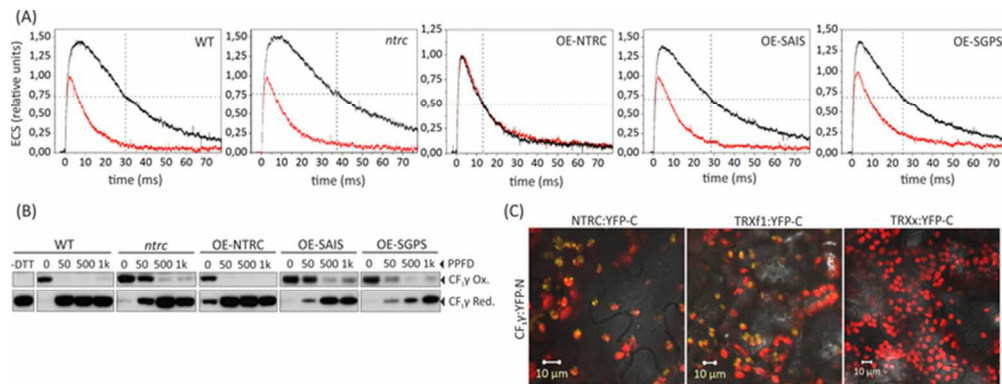 (A)
WT
ntrc
OE-NTRC
OE-SAIS
OE-SGPS
ECS (relative units)
1,50 1,25 1,00 0,75 0,50 0,25 0,00
0 10 20 30 40 50 60 70
time (ms)
1,50 1,25 1,00 0,75 0,50 0,25 0,00
0 10 20 30 40 50 60 70
time (ms)
1,50 1,25 1,00 0,75 0,50 0,25 0,00
0 10 20 30 40 50 60 70
time (ms)
1,50 1,25 1,00 0,75 0,50 0,25 0,00
0 10 20 30 40 50 60 70
time (ms)
1,50 1,25 1,00 0,75 0,50 0,25 0,00
0 10 20 30 40 50 60 70
time (ms)
(B)
WT ntrc OE-NTRC OE-SAIS OE-SGPS
-DTT 0 50 500 1k 0 50 500 1k 0 50 500 1k 0 50 500 1k 0 50 500 1k PPFD
CF₁γ Ox.
CF₁γ Red.
(C)
NTRC:YFP-C TRXf1:YFP-C TRXx:YFP-C
CF₁γ:YFP-N
10 µm 10 µm 10 µm